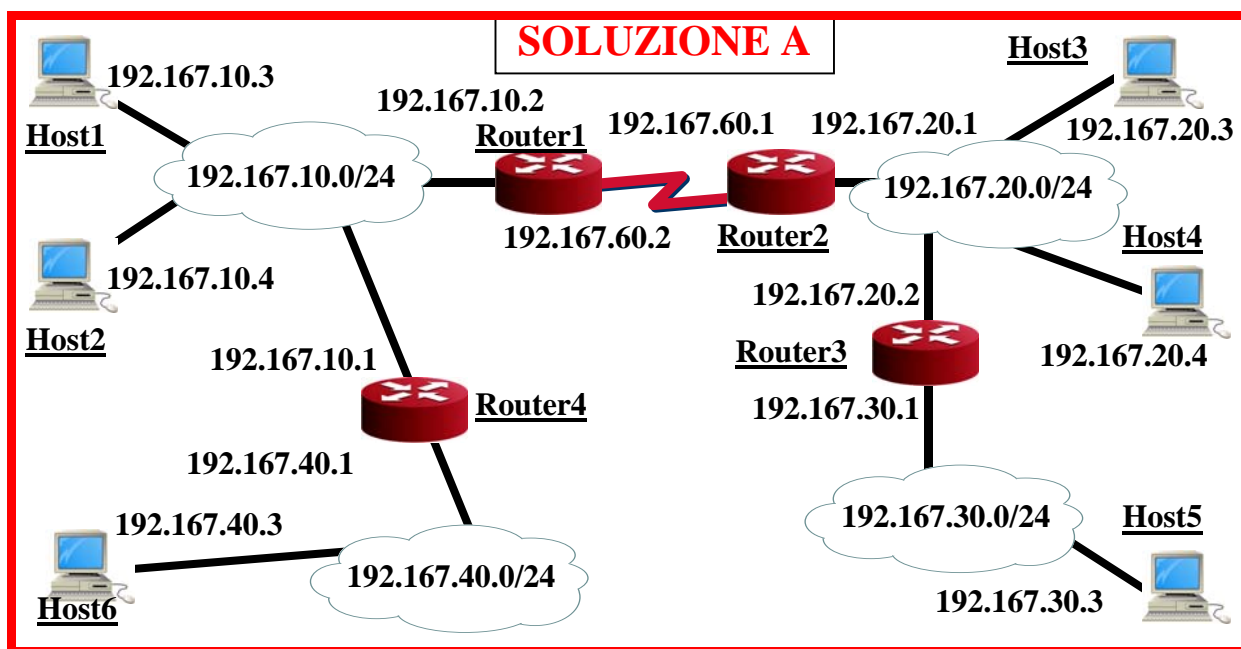 SOLUZIONE A
192.167.10.3
Host1
192.167.10.2
Router1
192.167.60.1
192.167.20.1
Host3
192.167.20.3
192.167.10.0/24
192.167.20.0/24
192.167.60.2
Router2
Host4
192.167.10.4
Host2
192.167.20.2
192.167.20.4
192.167.10.1
Router3
Router4
192.167.30.1
192.167.40.1
192.167.40.3
192.167.30.0/24
Host5
192.167.40.0/24
Host6
192.167.30.3